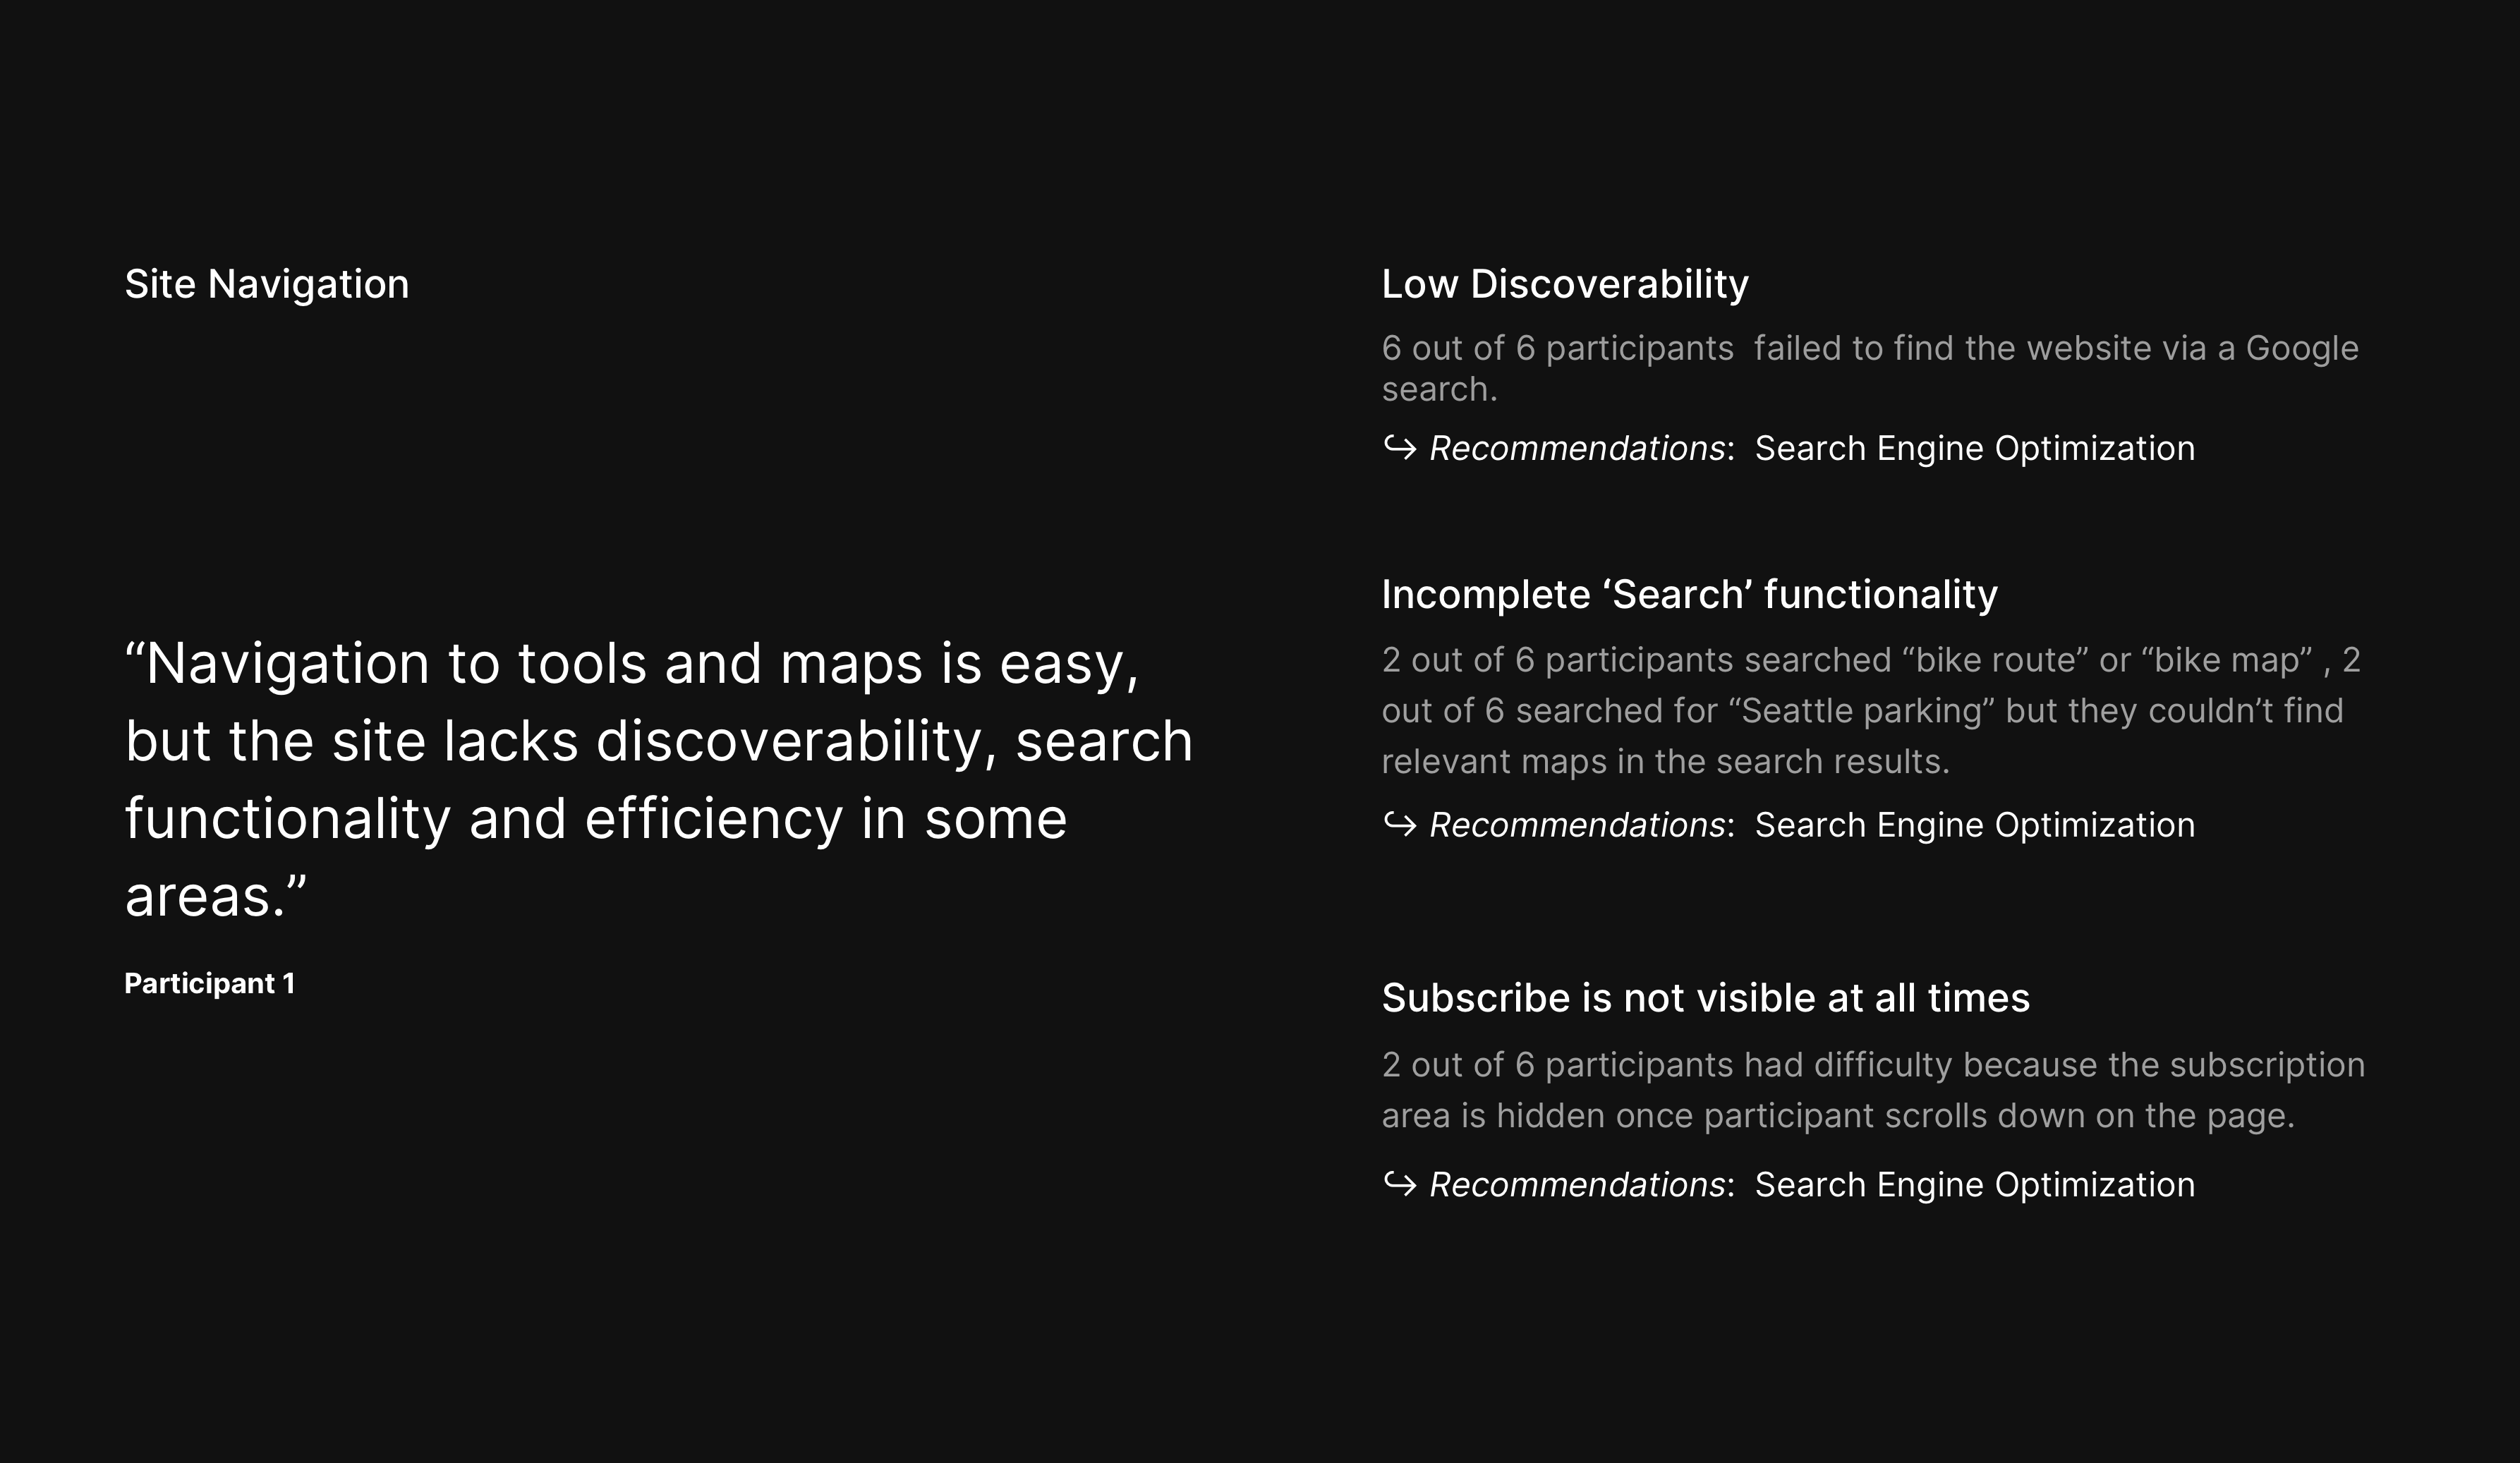 Site Navigation
“Navigation to tools and maps is easy,
but the site lacks discoverability, search
functionality and efficiency in some
areas.”
Participant 1
Low Discoverability
6 out of 6 participants  failed to find the website via a Google
search.
↪ Recommendations:  Search Engine Optimization
Incomplete ‘Search’ functionality
2 out of 6 participants searched “bike route” or “bike map” , 2
out of 6 searched for “Seattle parking” but they couldn’t find
relevant maps in the search results.
↪ Recommendations:  Search Engine Optimization
Subscribe is not visible at all times
2 out of 6 participants had difficulty because the subscription
area is hidden once participant scrolls down on the page.
↪ Recommendations:  Search Engine Optimization